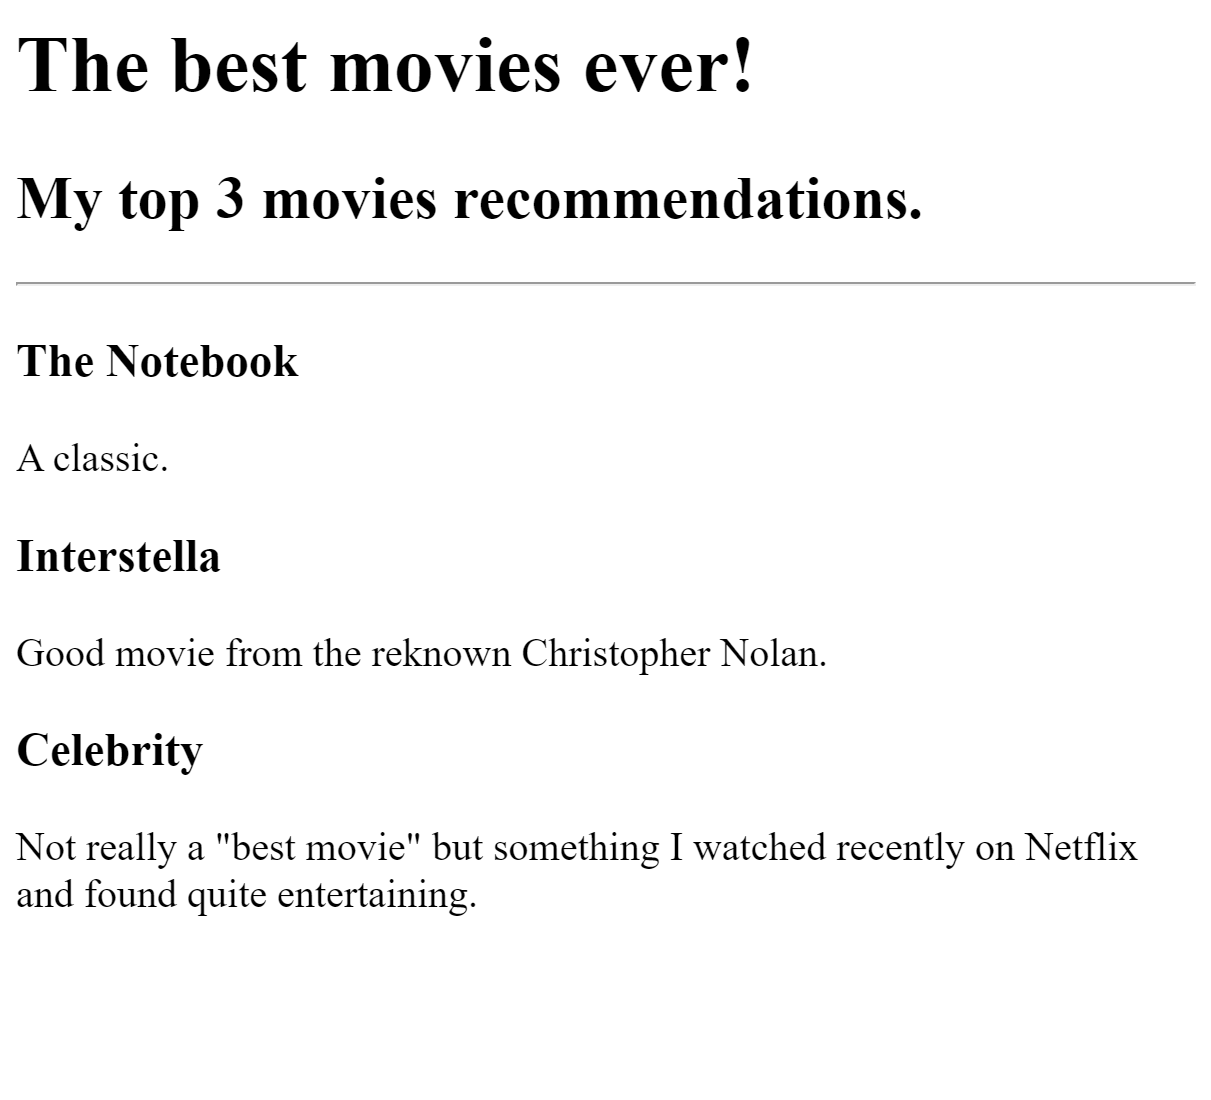 The best movies ever!
My top 3 movies recommendations.
The Notebook
A classic.
Interstella
Good movie from the reknown Christopher Nolan.
Celebrity
Not really a "best movie" but something I watched recently on Netflix
and found quite entertaining.